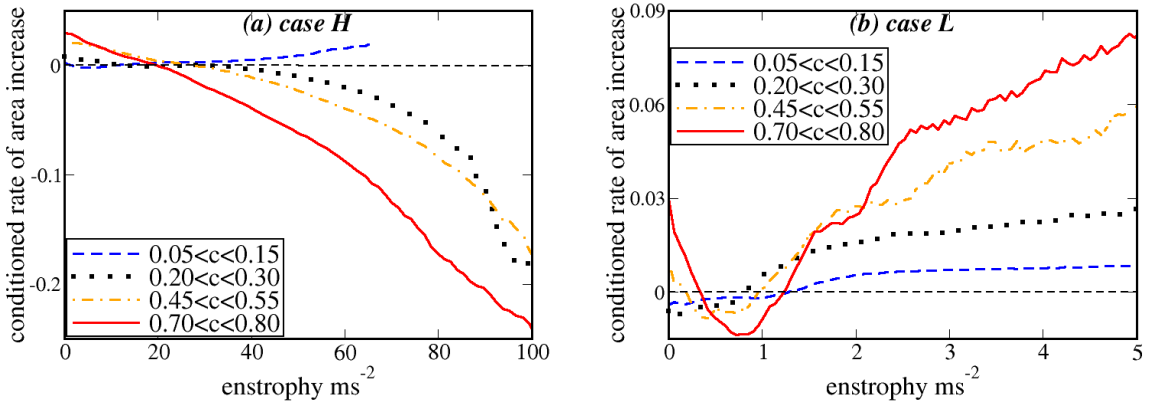 (a) case H
conditioned rate of area increase
0
-0.1
-0.2
0.05<c<0.15
0.20<c<0.30
0.45<c<0.55
0.70<c<0.80
0 20 40 60 80 100
enstrophy ms-2
(b) case L
conditioned rate of area increase
0.09
0.06
0.03
0
0.05<c<0.15
0.20<c<0.30
0.45<c<0.55
0.70<c<0.80
0 1 2 3 4 5
enstrophy ms-2